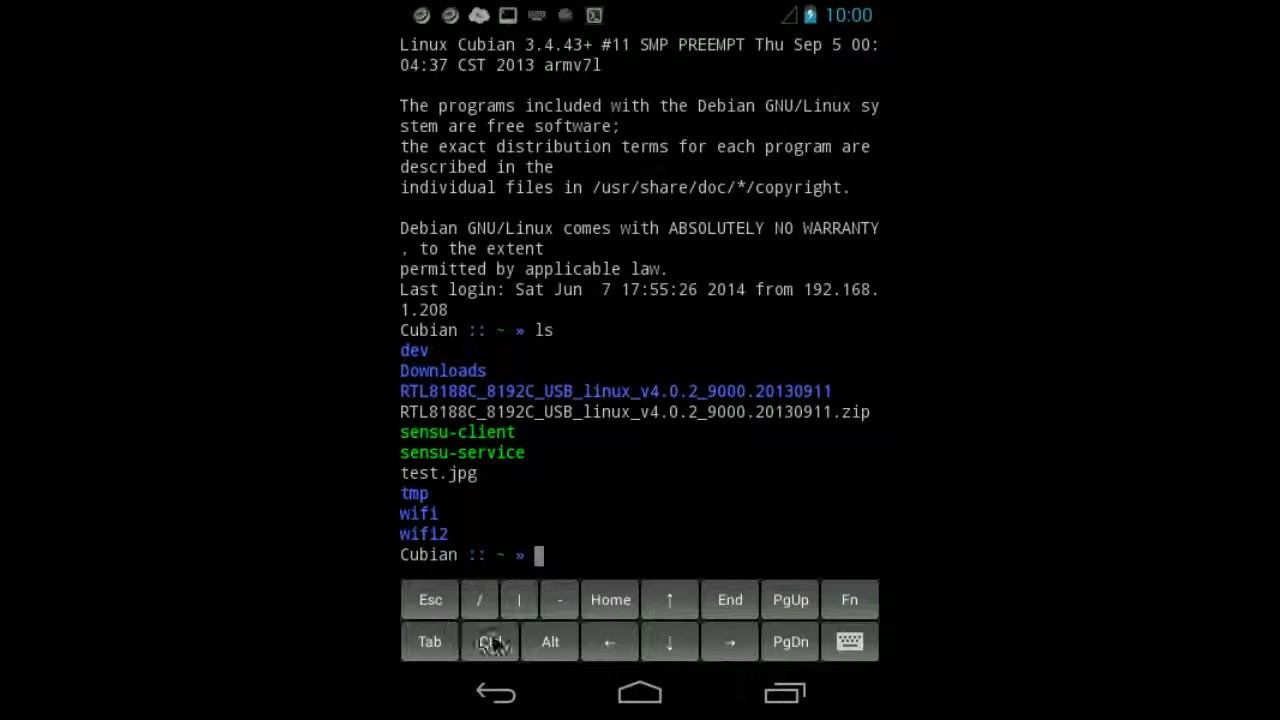 10:00
Linux Cubian 3.4.43+ #11 SMP PREEMPT Thu Sep 5 00:
04:37 CST 2013 armv7l
The programs included with the Debian GNU/Linux sy
stem are free software;
the exact distribution terms for each program are
described in the
individual files in /usr/share/doc/*/copyright.
Debian GNU/Linux comes with ABSOLUTELY NO WARRANTY
, to the extent
permitted by applicable law.
Last login: Sat Jun  7 17:55:26 2014 from 192.168.
1.208
Cubian :: ~ » ls
dev
Downloads
RTL8188C_8192C_USB_linux_v4.0.2_9000.20130911
RTL8188C_8192C_USB_linux_v4.0.2_9000.20130911.zip
sensu-client
sensu-service
test.jpg
tmp
wifi
wifi2
Cubian :: ~ »
Esc / | - Home ↑ End PgUp Fn
Tab Ctrl Alt ← ↓ → PgDn